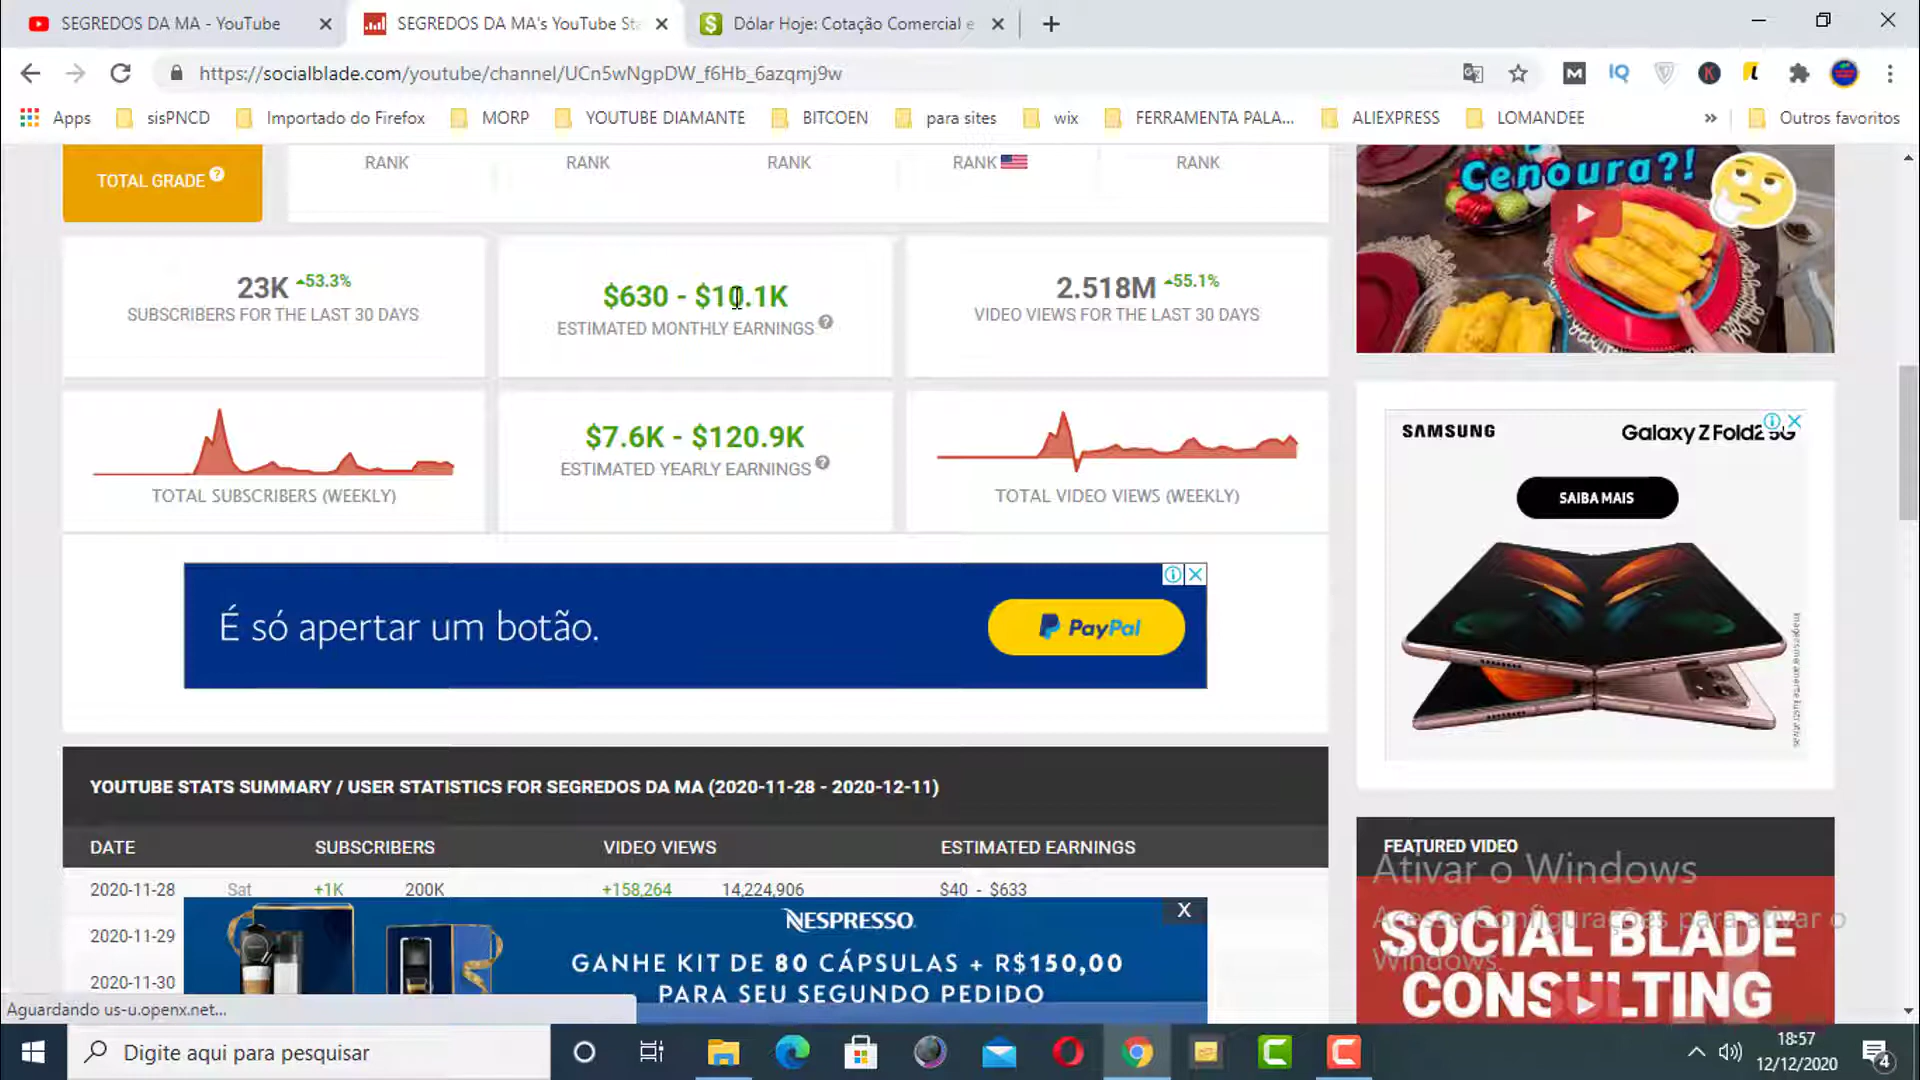 SEGREDOS DA MA - YouTube
SEGREDOS DA MA's YouTube Sta
Dólar Hoje: Cotação Comercial e
https://socialblade.com/youtube/channel/UCn5wNgpDW_f6Hb_6azqmj9w
Apps
sisPNCD
Importado do Firefox
MORP
YOUTUBE DIAMANTE
BITCOEN
para sites
wix
FERRAMENTA PALA...
ALIEXPRESS
LOMANDEE
»
Outros favoritos
TOTAL GRADE
RANK
RANK
RANK
RANK
RANK
Cenoura?!
23K 53.3%
SUBSCRIBERS FOR THE LAST 30 DAYS
$630 - $10.1K
ESTIMATED MONTHLY EARNINGS
2.518M 55.1%
VIDEO VIEWS FOR THE LAST 30 DAYS
TOTAL SUBSCRIBERS (WEEKLY)
$7.6K - $120.9K
ESTIMATED YEARLY EARNINGS
TOTAL VIDEO VIEWS (WEEKLY)
SAMSUNG
Galaxy Z Fold2 5G
SAIBA MAIS
É só apertar um botão.
PayPal
YOUTUBE STATS SUMMARY / USER STATISTICS FOR SEGREDOS DA MA (2020-11-28 - 2020-12-11)
DATE SUBSCRIBERS VIDEO VIEWS ESTIMATED EARNINGS
2020-11-28 Sat +1K 200K +158,264 14,224,906 $40 - $633
2020-11-29
2020-11-30
NESPRESSO.
X
GANHE KIT DE 80 CÁPSULAS + R$150,00
PARA SEU SEGUNDO PEDIDO
FEATURED VIDEO
Ativar o Windows
Acesse Configurações para ativar o
Windows.
SOCIAL BLADE
CONSULTING
Aguardando us-u.openx.net...
Digite aqui para pesquisar
18:57
12/12/2020
4